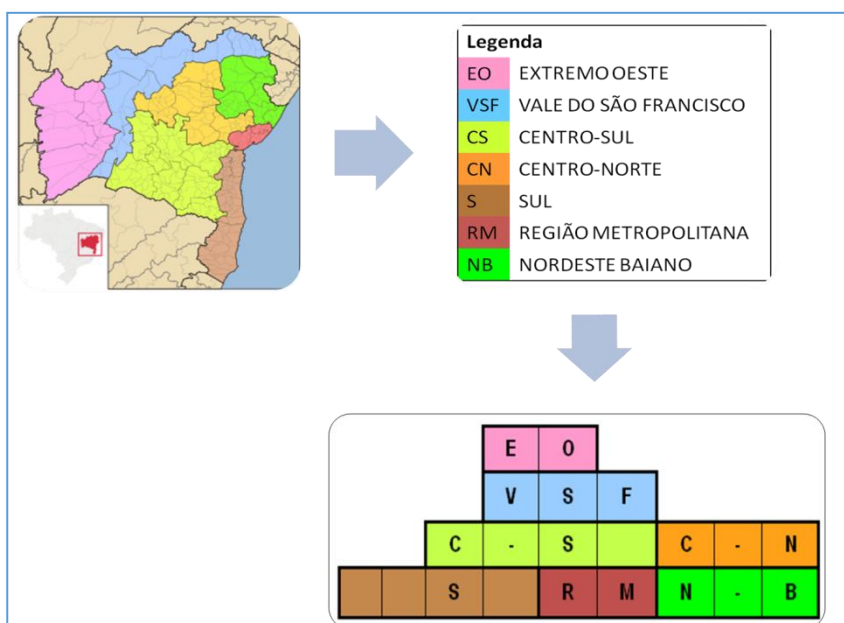 Legenda
EO EXTREMO OESTE
VSF VALE DO SÃO FRANCISCO
CS CENTRO-SUL
CN CENTRO-NORTE
S SUL
RM REGIÃO METROPOLITANA
NB NORDESTE BAIANO
E O
V S F
C - S C - N
S R M N - B